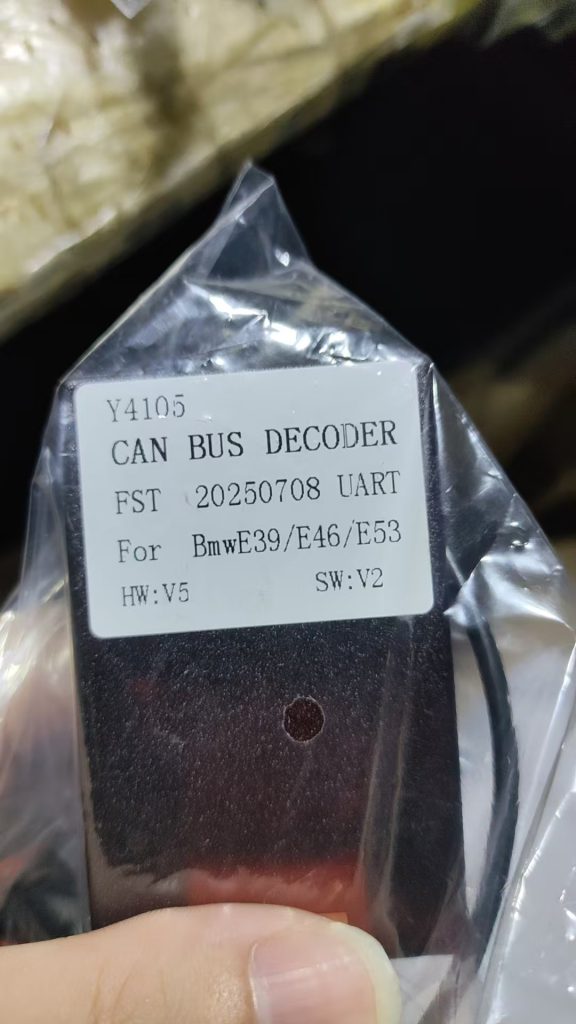 Y4105
CAN BUS DECODER
FST 20250708 UART
For BmwE39/E46/E53
HW:V5 SW:V2